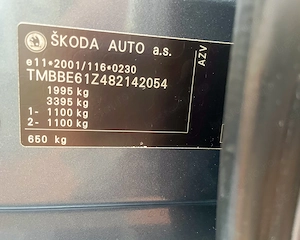 ŠKODA AUTO a.s.
e11*2001/116*0230
TMBBE61Z482142054
1995 kg
3395 kg
1- 1100 kg
2- 1100 kg
650 kg
AZV